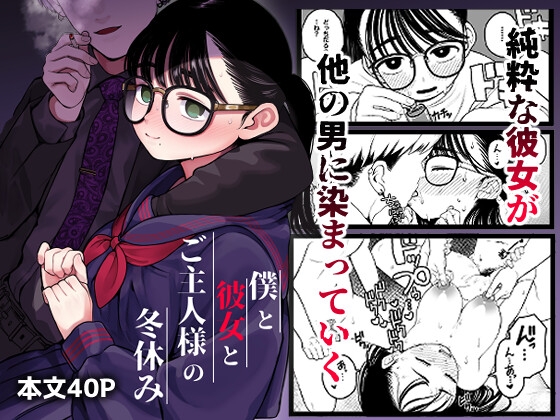 純粋な彼女が
他の男に染まっていく
僕と
彼女と
ご主人様の
冬休み
本文40P